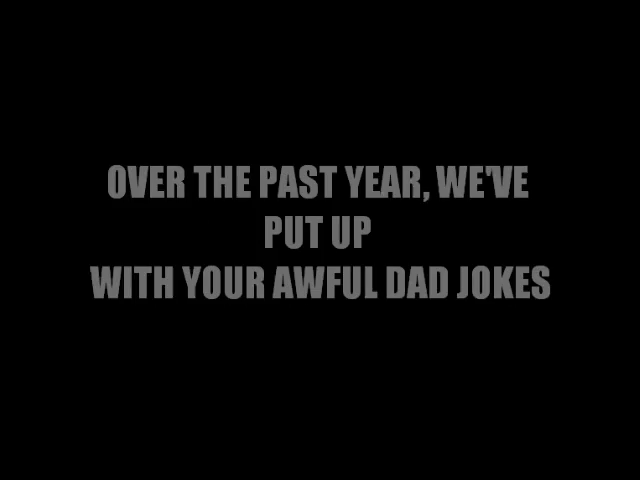 OVER THE PAST YEAR, WE'VE
PUT UP
WITH YOUR AWFUL DAD JOKES